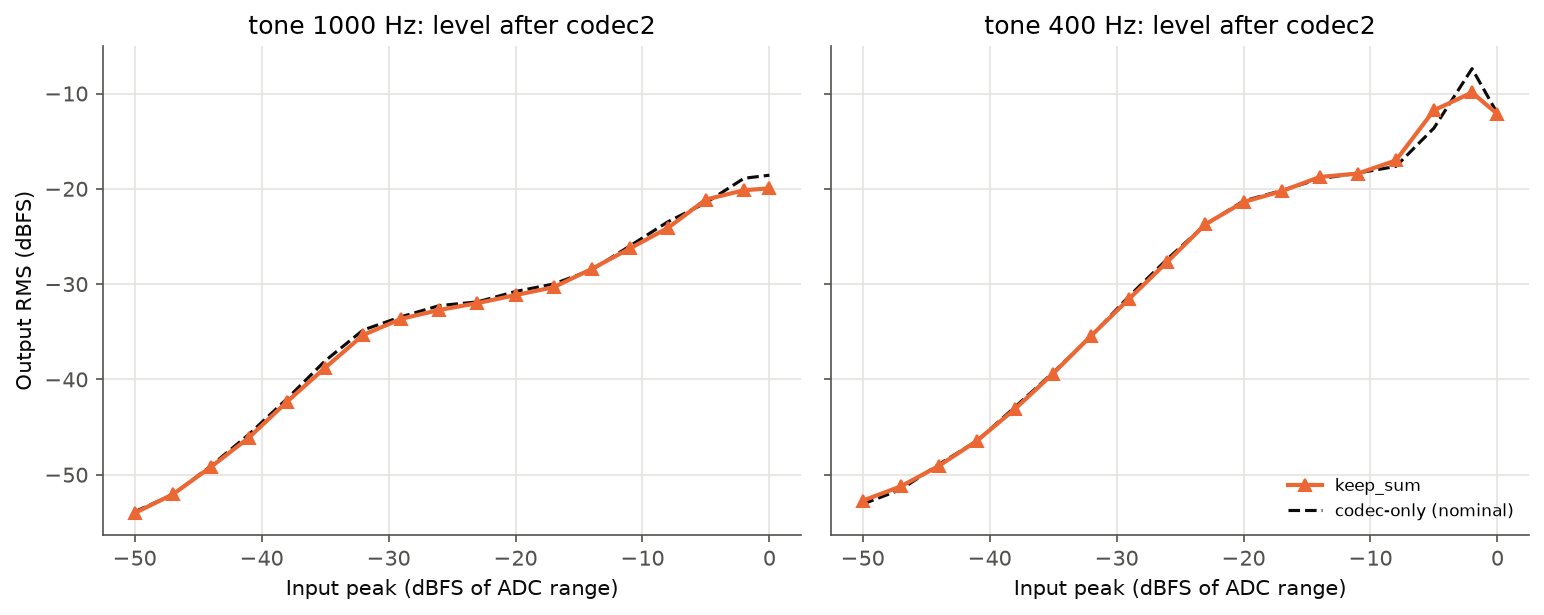 tone 1000 Hz: level after codec2
tone 400 Hz: level after codec2
Output RMS (dBFS)
−10
−20
−30
−40
−50
−50
−40
−30
−20
−10
0
Input peak (dBFS of ADC range)
keep_sum
codec-only (nominal)
−50
−40
−30
−20
−10
0
Input peak (dBFS of ADC range)